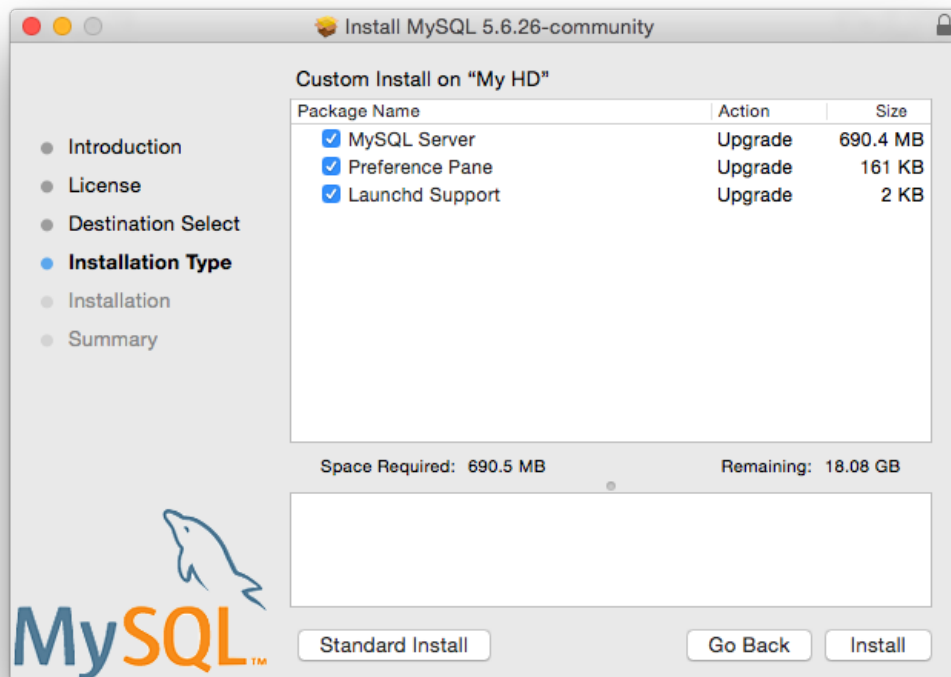 Install MySQL 5.6.26-community
Custom Install on “My HD”
Package Name Action Size
MySQL Server Upgrade 690.4 MB
Preference Pane Upgrade 161 KB
Launchd Support Upgrade 2 KB
Introduction
License
Destination Select
Installation Type
Installation
Summary
Space Required: 690.5 MB Remaining: 18.08 GB
MySQL™
Standard Install Go Back Install